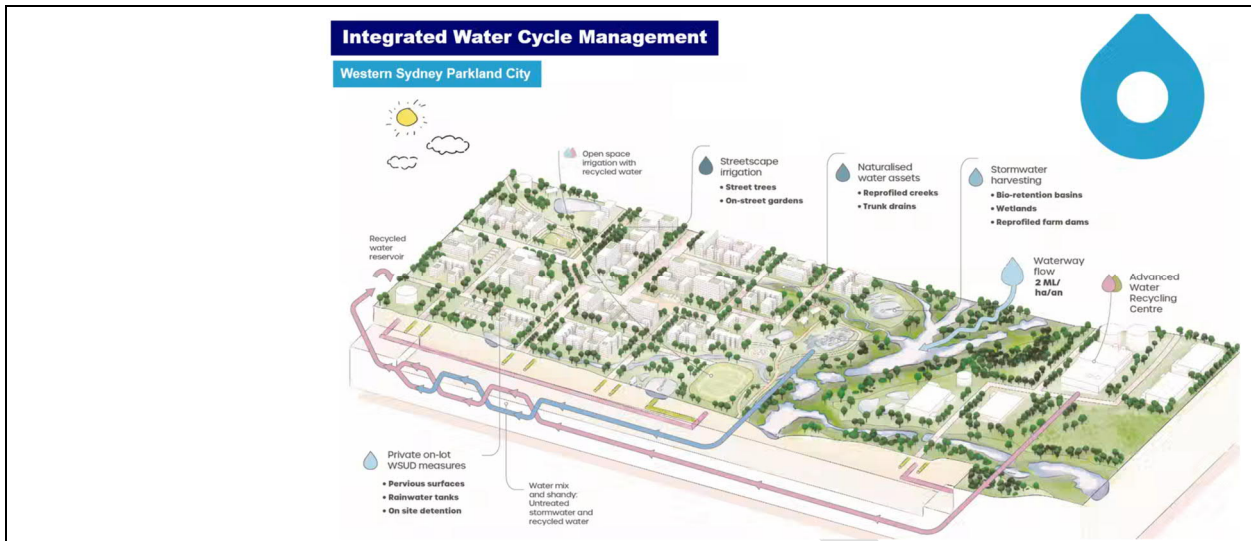 Integrated Water Cycle Management
Western Sydney Parkland City
Open space
irrigation with
recycled water
Streetscape
irrigation
• Street trees
• On-street gardens
Naturalised
water assets
• Reprofiled creeks
• Trunk drains
Stormwater
harvesting
• Bio-retention basins
• Wetlands
• Reprofiled farm dams
Recycled
water
reservoir
Waterway
flow
2 ML/
ha/an
Advanced
Water
Recycling
Centre
Private on-lot
WSUD measures
• Pervious surfaces
• Rainwater tanks
• On site detention
Water mix
and shandy:
Untreated
stormwater and
recycled water